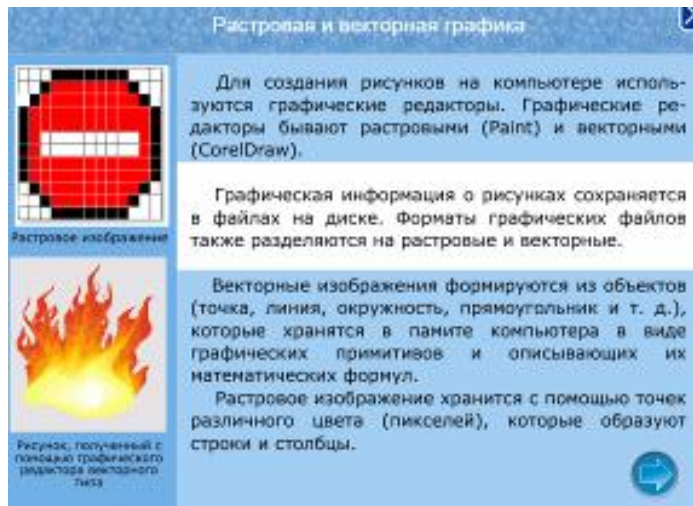 Растровая и векторная графика
Для создания рисунков на компьютере исполь-
зуются графические редакторы. Графические ре-
дакторы бывают растровыми (Paint) и векторными
(CorelDraw).
Графическая информация о рисунках сохраняется
в файлах на диске. Форматы графических файлов
также разделяются на растровые и векторные.
Векторные изображения формируются из объектов
(точка, линия, окружность, прямоугольник и т. д.),
которые хранятся в памите компьютера в виде
графических примитивов и описывающих их
математических формул.
Растровое изображение хранится с помощью точек
различного цвета (пикселей), которые образуют
строки и столбцы.
Растровое изображение
Рисунок, полученный с
помощью графического
редактора векторного
типа